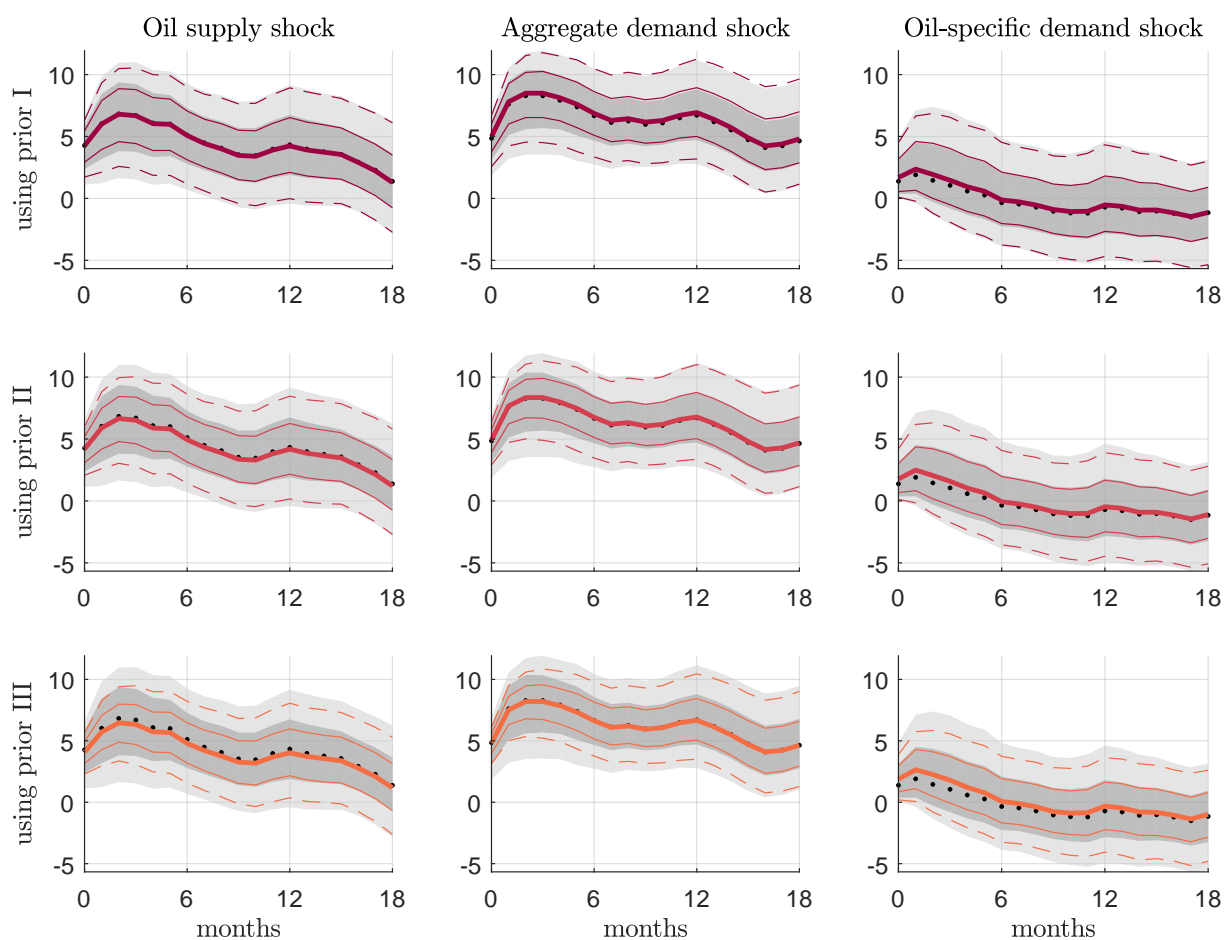 Oil supply shock Aggregate demand shock Oil-specific demand shock
using prior I
10 10 10
5 5 5
0 0 0
-5 -5 -5
0 6 12 18 0 6 12 18 0 6 12 18
using prior II
10 10 10
5 5 5
0 0 0
-5 -5 -5
0 6 12 18 0 6 12 18 0 6 12 18
using prior III
10 10 10
5 5 5
0 0 0
-5 -5 -5
0 6 12 18 0 6 12 18 0 6 12 18
months months months